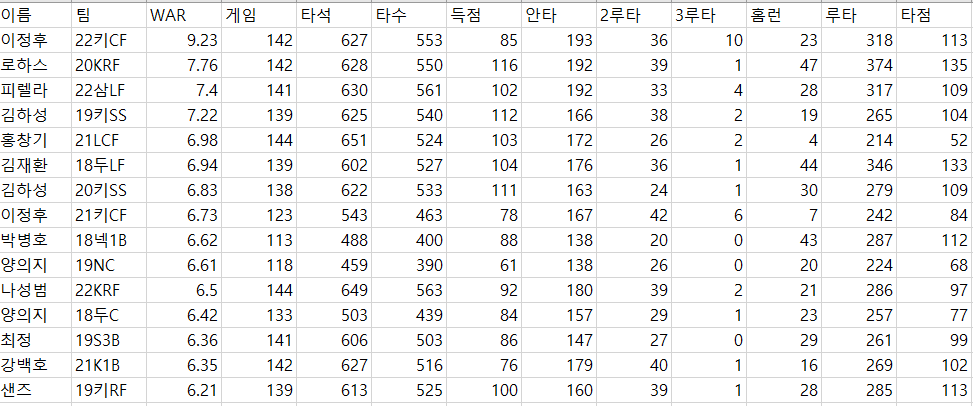 이름 팀 WAR 게임 타석 타수 득점 안타 2루타 3루타 홈런 루타 타점
이정후 22키CF 9.23 142 627 553 85 193 36 10 23 318 113
로하스 20KRF 7.76 142 628 550 116 192 39 1 47 374 135
피렐라 22삼LF 7.4 141 630 561 102 192 33 4 28 317 109
김하성 19키SS 7.22 139 625 540 112 166 38 2 19 265 104
홍창기 21LCF 6.98 144 651 524 103 172 26 2 4 214 52
김재환 18두LF 6.94 139 602 527 104 176 36 1 44 346 133
김하성 20키SS 6.83 138 622 533 111 163 24 1 30 279 109
이정후 21키CF 6.73 123 543 463 78 167 42 6 7 242 84
박병호 18넥1B 6.62 113 488 400 88 138 20 0 43 287 112
양의지 19NC 6.61 118 459 390 61 138 26 0 20 224 68
나성범 22KRF 6.5 144 649 563 92 180 39 2 21 286 97
양의지 18두C 6.42 133 503 439 84 157 29 1 23 257 77
최정 19S3B 6.36 141 606 503 86 147 27 0 29 261 99
강백호 21K1B 6.35 142 627 516 76 179 40 1 16 269 102
샌즈 19키RF 6.21 139 613 525 100 160 39 1 28 285 113